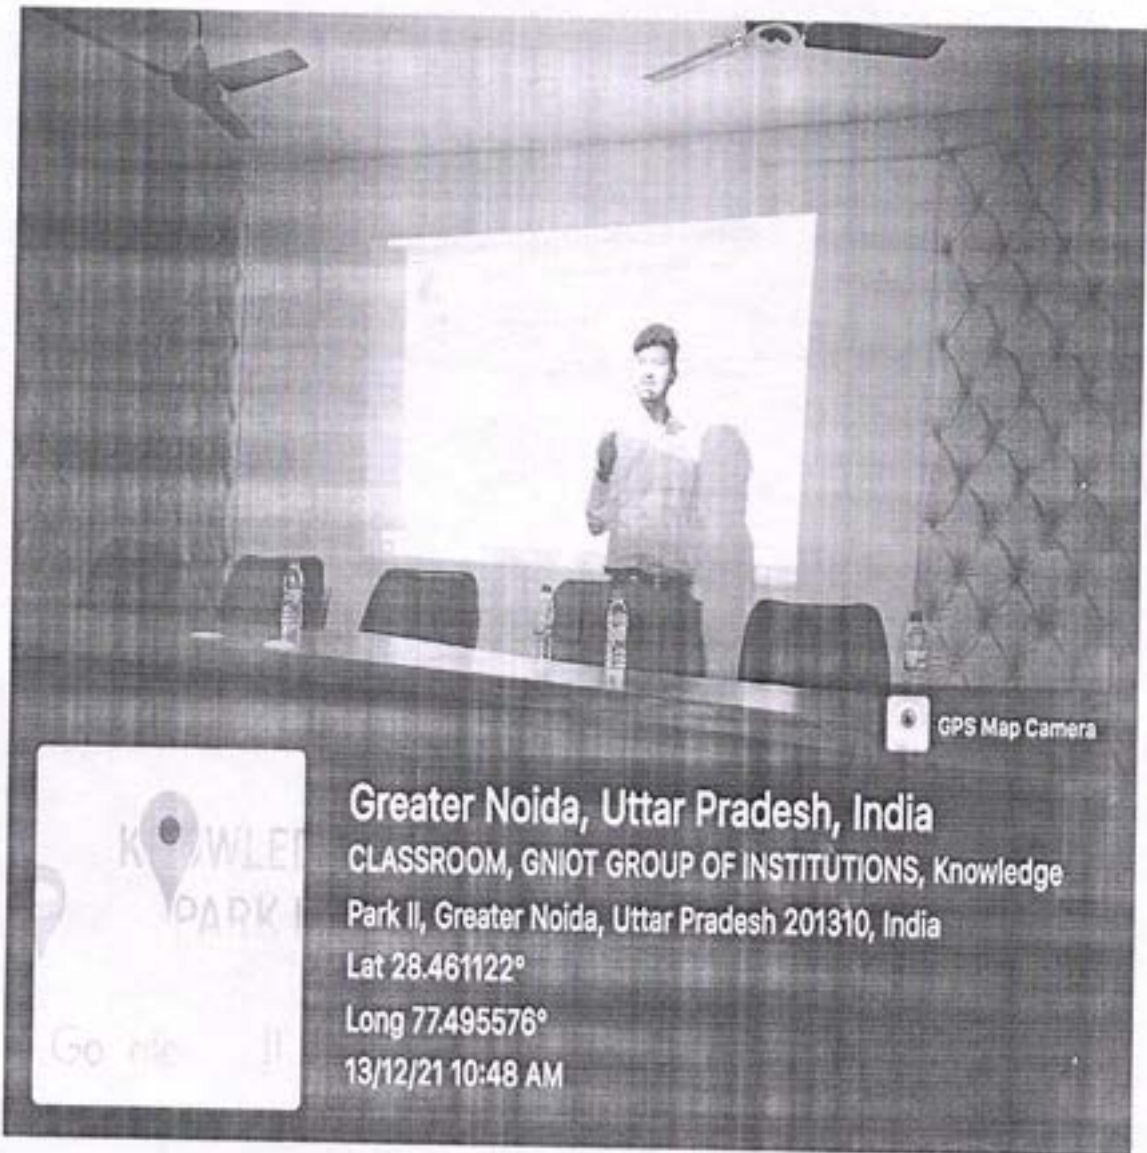 GPS Map Camera
Greater Noida, Uttar Pradesh, India
CLASSROOM, GNIOT GROUP OF INSTITUTIONS, Knowledge
Park II, Greater Noida, Uttar Pradesh 201310, India
Lat 28.461122°
Long 77.495576°
13/12/21 10:48 AM
PARK